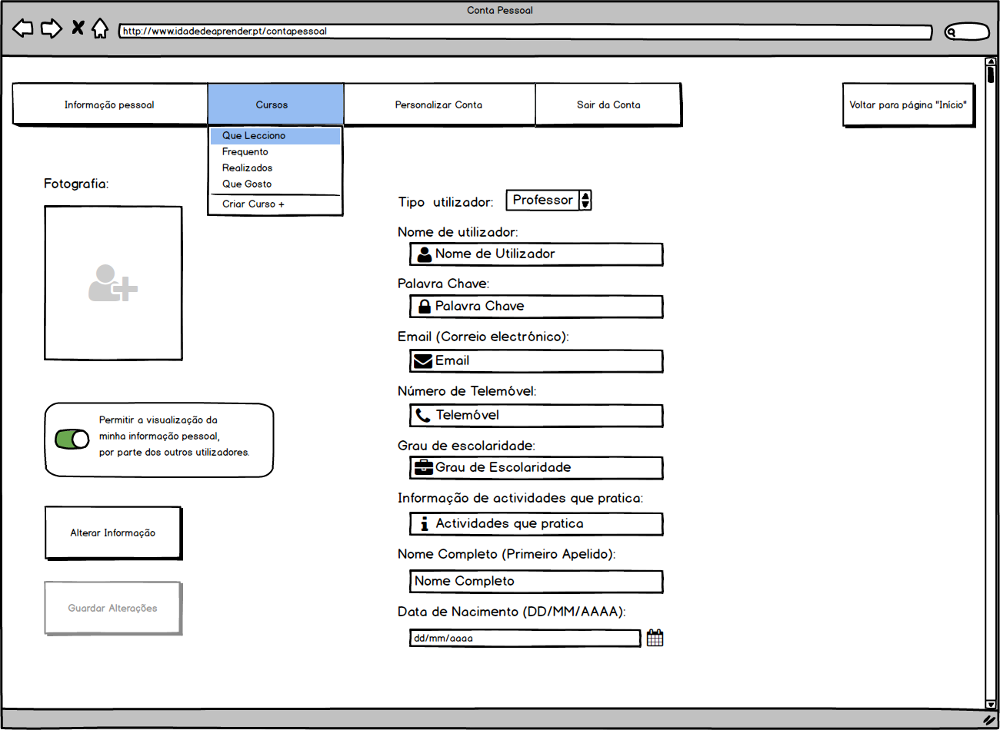 Conta Pessoal
http://www.idadedeaprender.pt/contapessoal
Informação pessoal
Cursos
Personalizar Conta
Sair da Conta
Voltar para página "Início"
Que Lecciono
Frequento
Realizados
Que Gosto
Criar Curso +
Fotografia:
Permitir a visualização da
minha informação pessoal,
por parte dos outros utilizadores.
Alterar Informação
Guardar Alterações
Tipo utilizador:
Professor
Nome de utilizador:
Nome de Utilizador
Palavra Chave:
Palavra Chave
Email (Correio electrónico):
Email
Número de Telemóvel:
Telemóvel
Grau de escolaridade:
Grau de Escolaridade
Informação de actividades que pratica:
Actividades que pratica
Nome Completo (Primeiro Apelido):
Nome Completo
Data de Nacimento (DD/MM/AAAA):
dd/mm/aaaa